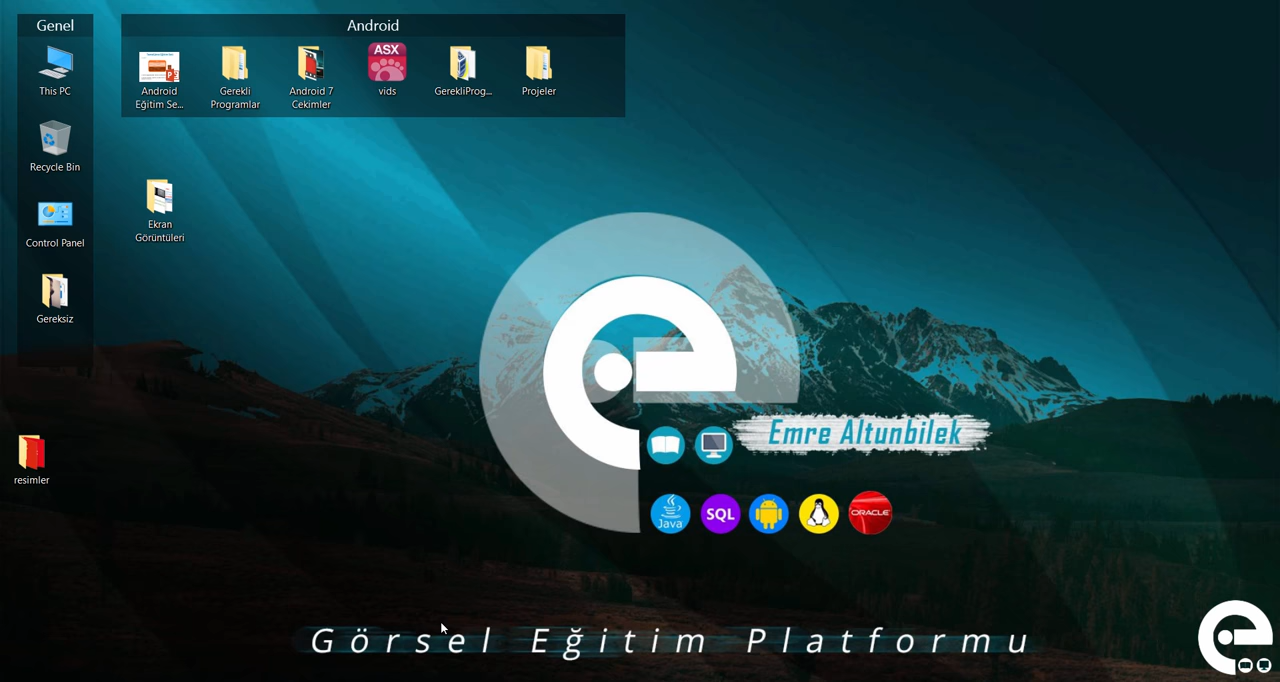 Genel
This PC
Recycle Bin
Control Panel
Gereksiz
Android
Android
Eğitim Se...
Gerekli
Programlar
Android 7
Cekimler
ASX
vids
GerekliProg...
Projeler
Ekran
Görüntüleri
resimler
Emre Altunbilek
Java
SQL
ORACLE
Görsel Eğitim Platformu